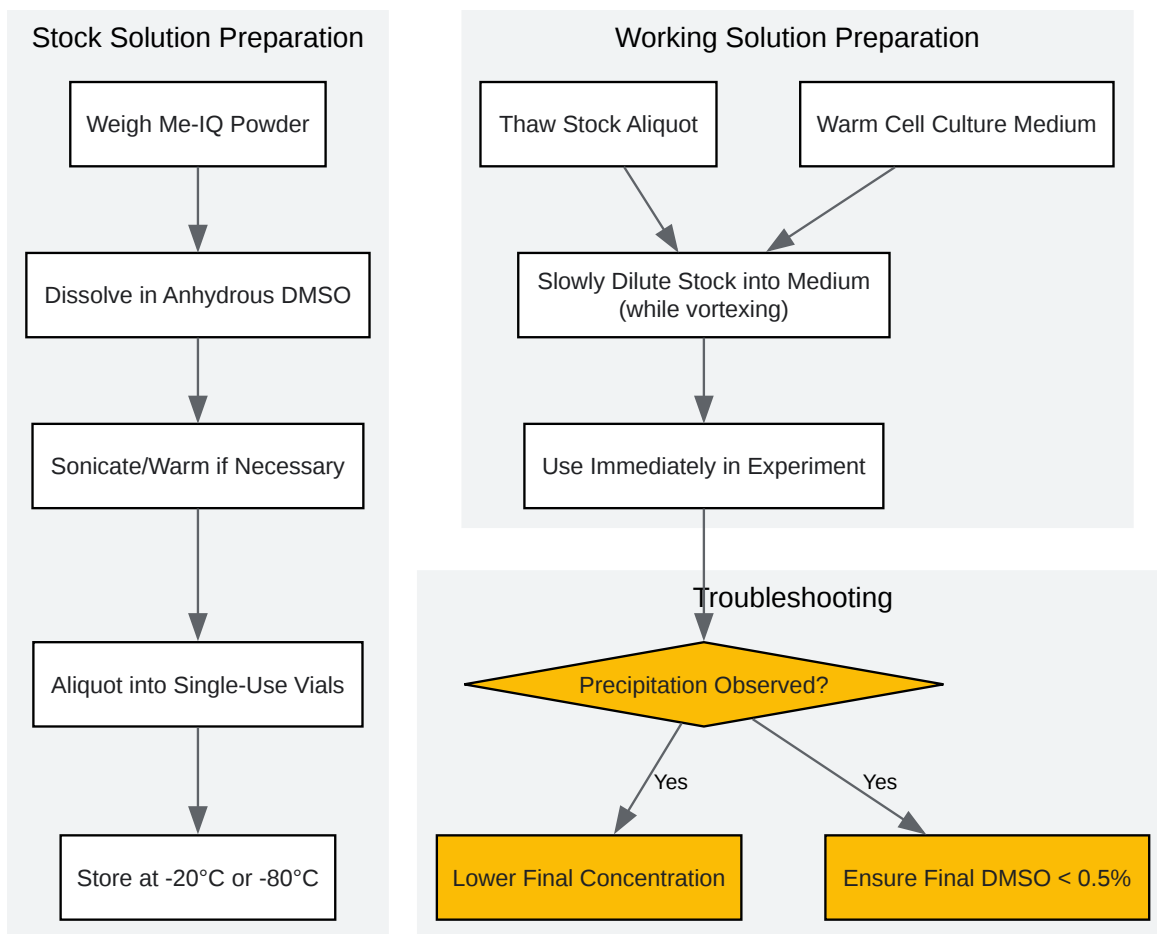 Stock Solution Preparation
Weigh Me-IQ Powder
Dissolve in Anhydrous DMSO
Sonicate/Warm if Necessary
Aliquot into Single-Use Vials
Store at -20°C or -80°C
Working Solution Preparation
Thaw Stock Aliquot
Warm Cell Culture Medium
Slowly Dilute Stock into Medium
(while vortexing)
Use Immediately in Experiment
Troubleshooting
Precipitation Observed?
Yes
Yes
Lower Final Concentration
Ensure Final DMSO < 0.5%